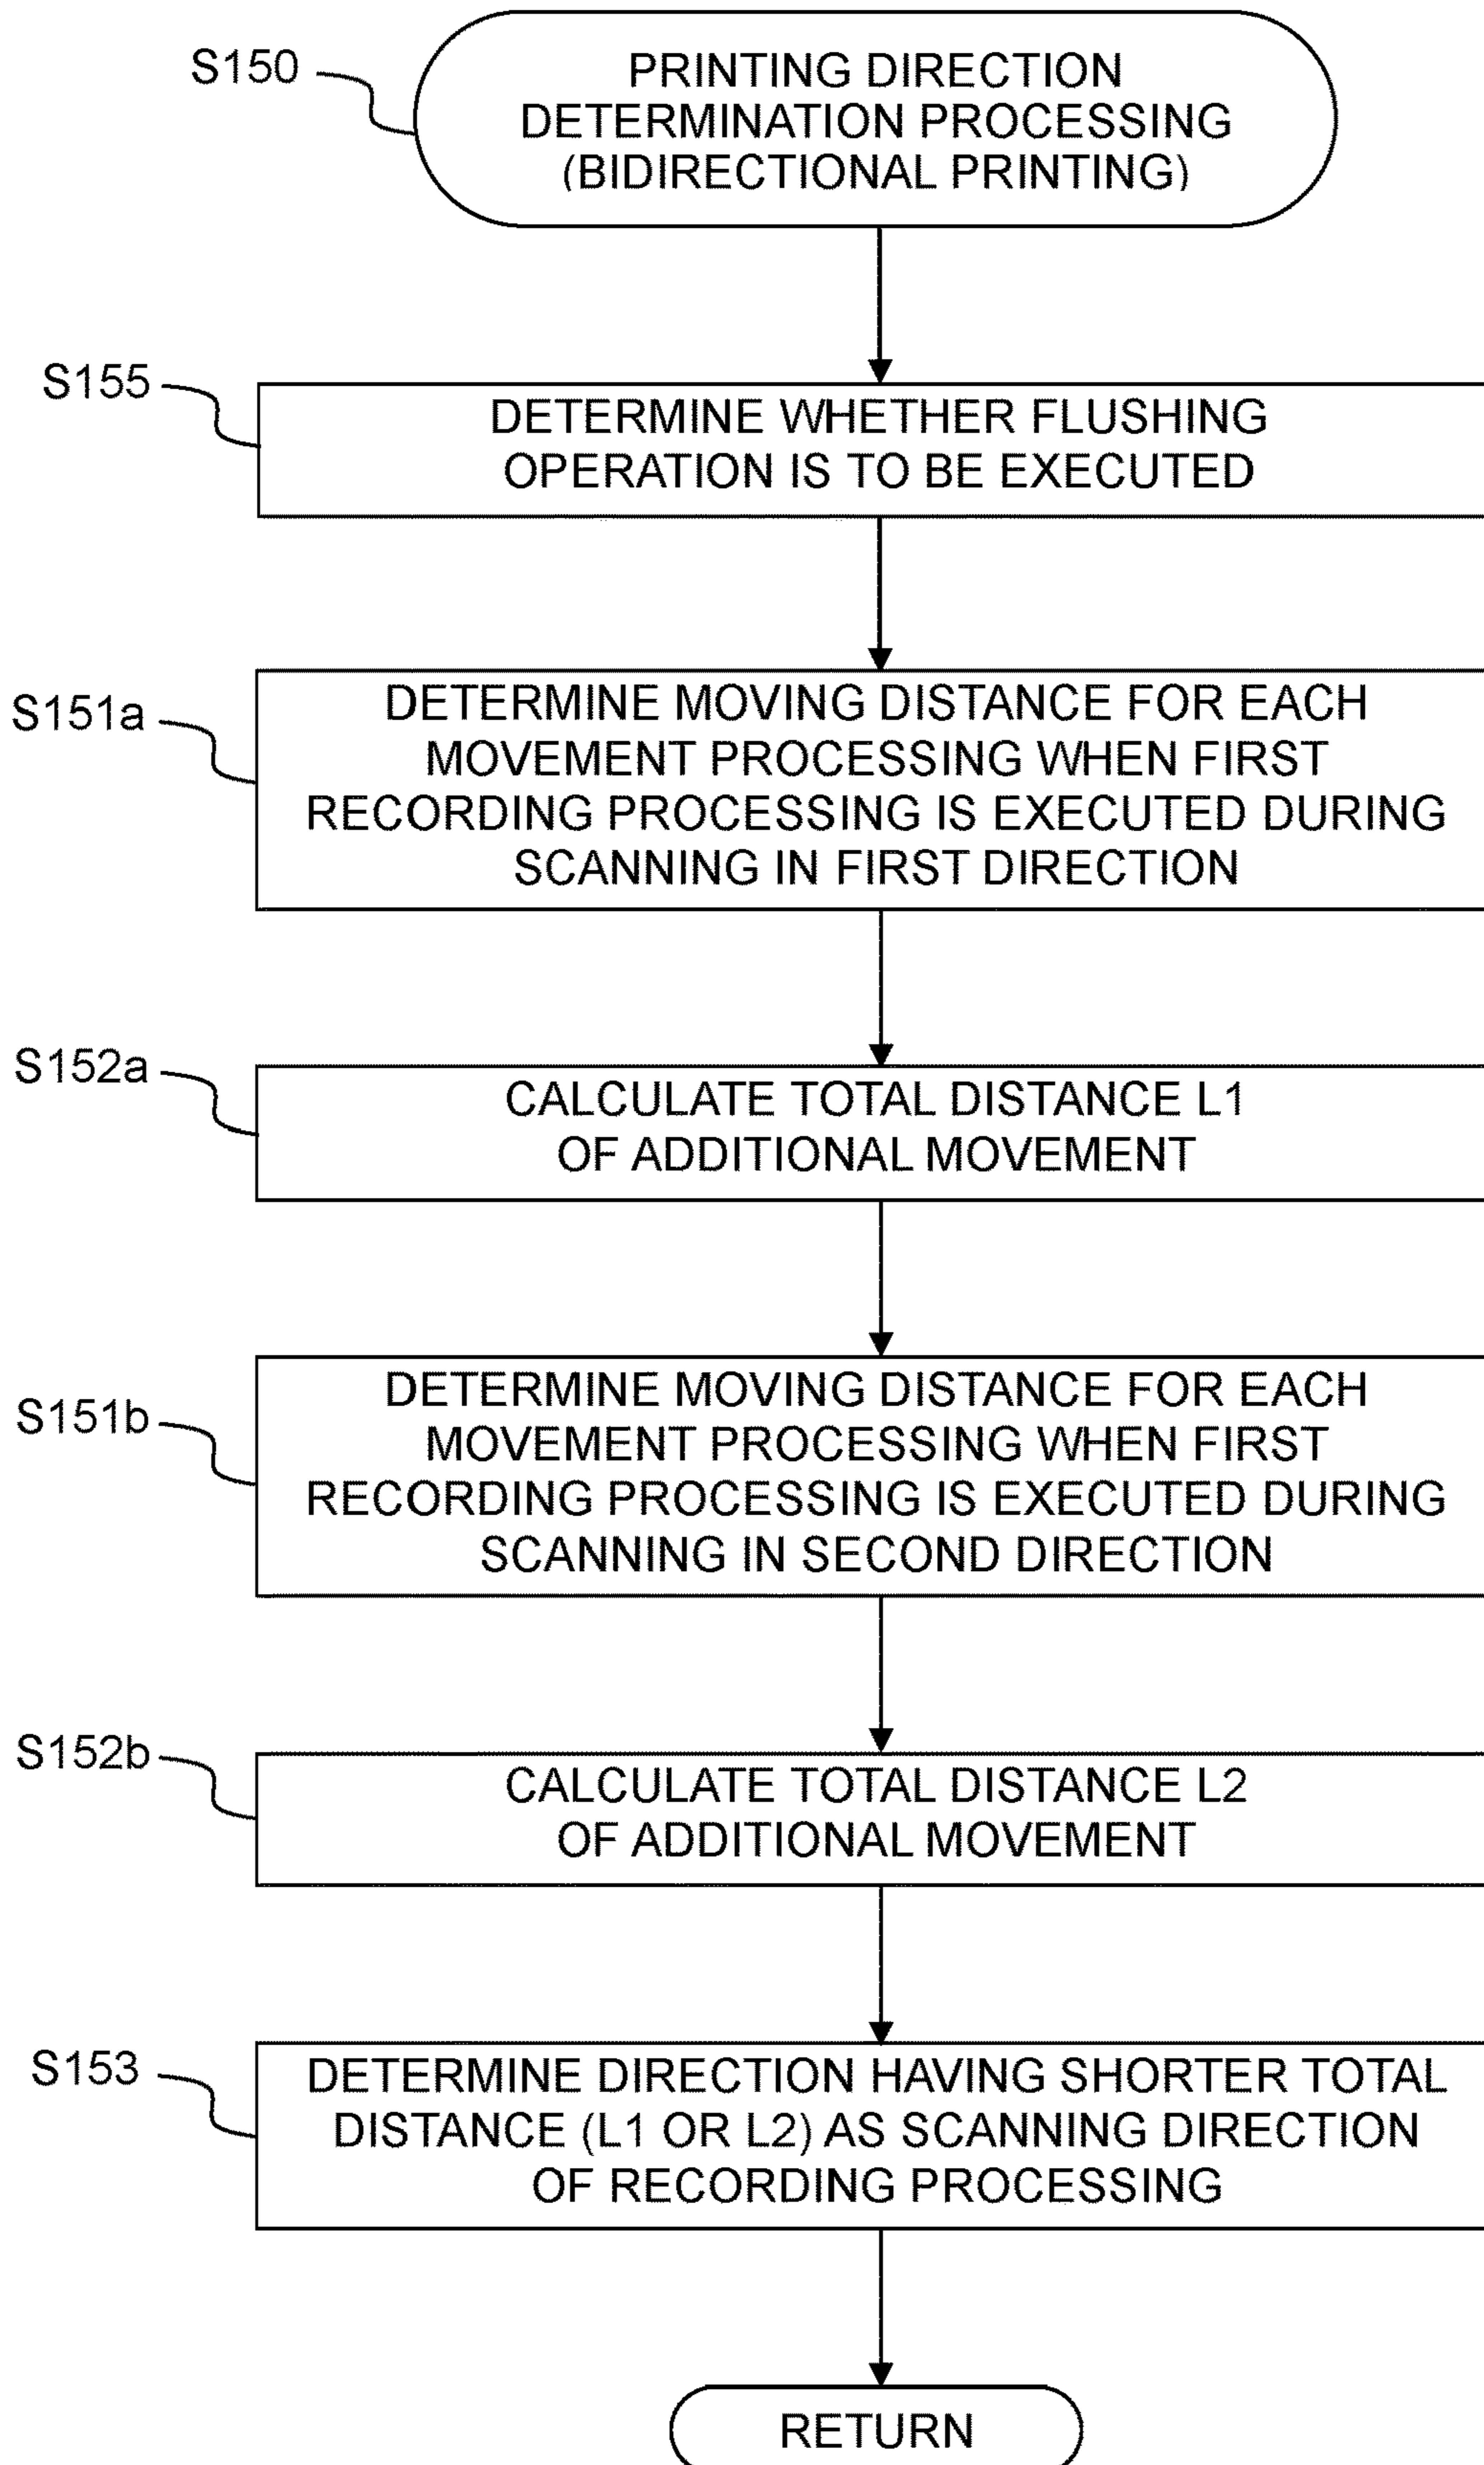 S150
PRINTING DIRECTION
DETERMINATION PROCESSING
(BIDIRECTIONAL PRINTING)
S155
DETERMINE WHETHER FLUSHING
OPERATION IS TO BE EXECUTED
S151a
DETERMINE MOVING DISTANCE FOR EACH
MOVEMENT PROCESSING WHEN FIRST
RECORDING PROCESSING IS EXECUTED DURING
SCANNING IN FIRST DIRECTION
S152a
CALCULATE TOTAL DISTANCE L1
OF ADDITIONAL MOVEMENT
S151b
DETERMINE MOVING DISTANCE FOR EACH
MOVEMENT PROCESSING WHEN FIRST
RECORDING PROCESSING IS EXECUTED DURING
SCANNING IN SECOND DIRECTION
S152b
CALCULATE TOTAL DISTANCE L2
OF ADDITIONAL MOVEMENT
S153
DETERMINE DIRECTION HAVING SHORTER TOTAL
DISTANCE (L1 OR L2) AS SCANNING DIRECTION
OF RECORDING PROCESSING
RETURN